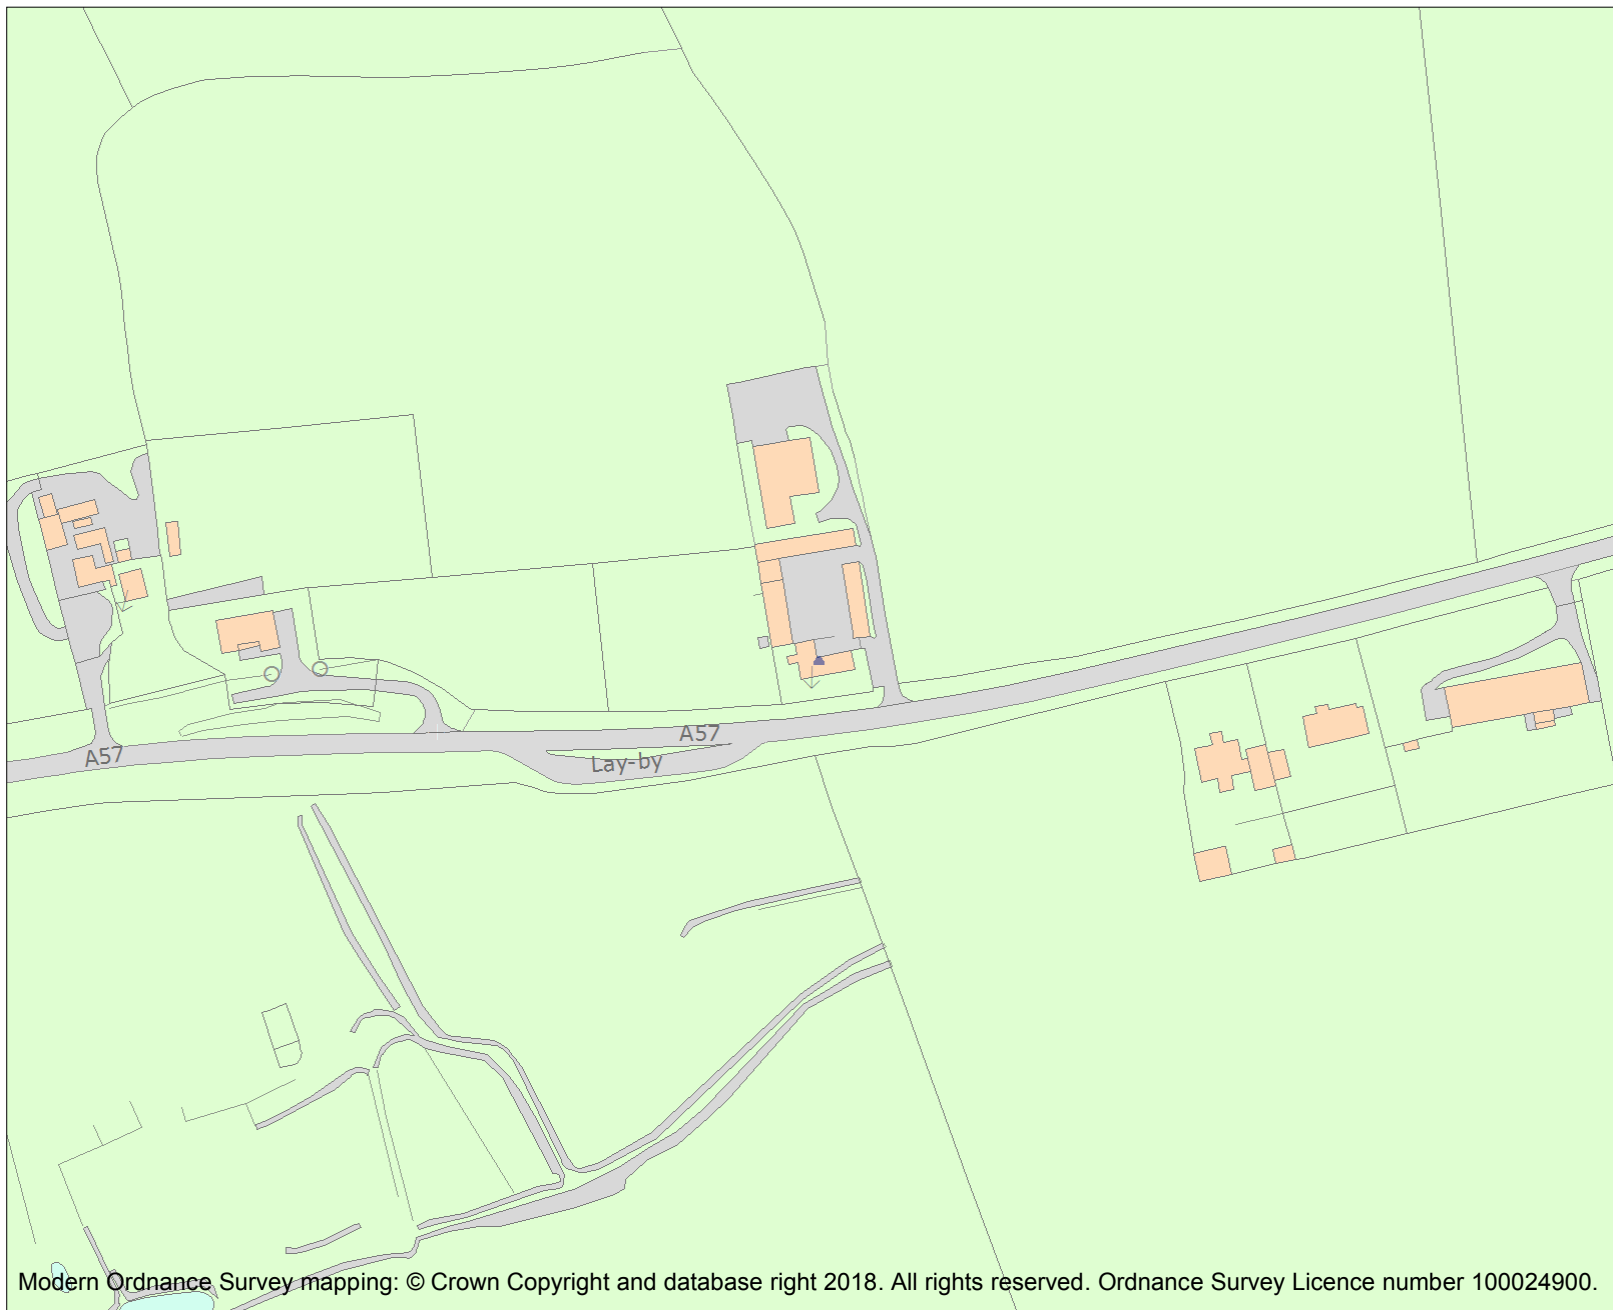 A57
A57
Lay-by
Modern Ordnance Survey mapping: © Crown Copyright and database right 2018. All rights reserved. Ordnance Survey Licence number 100024900.